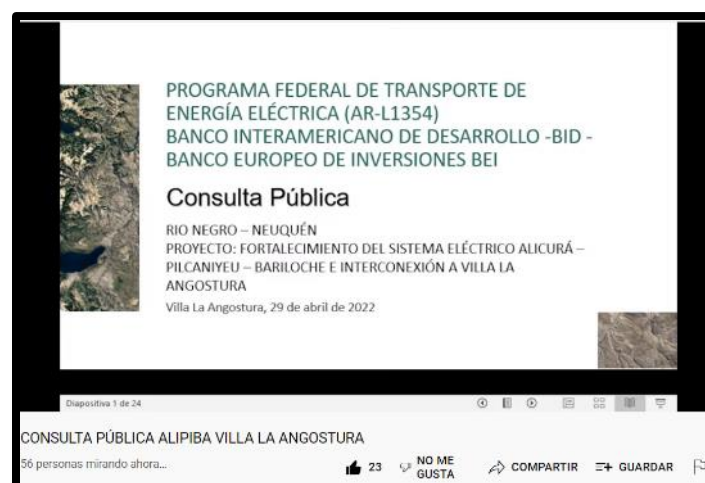 PROGRAMA FEDERAL DE TRANSPORTE DE
ENERGÍA ELÉCTRICA (AR-L1354)
BANCO INTERAMERICANO DE DESARROLLO -BID -
BANCO EUROPEO DE INVERSIONES BEI
Consulta Pública
RIO NEGRO – NEUQUÉN
PROYECTO: FORTALECIMIENTO DEL SISTEMA ELÉCTRICO ALICURÁ –
PILCANIYEU – BARILOCHE E INTERCONEXIÓN A VILLA LA
ANGOSTURA
Villa La Angostura, 29 de abril de 2022
Diapositiva 1 de 24
CONSULTA PÚBLICA ALIPIBA VILLA LA ANGOSTURA
56 personas mirando ahora...
23
NO ME
GUSTA
COMPARTIR
GUARDAR